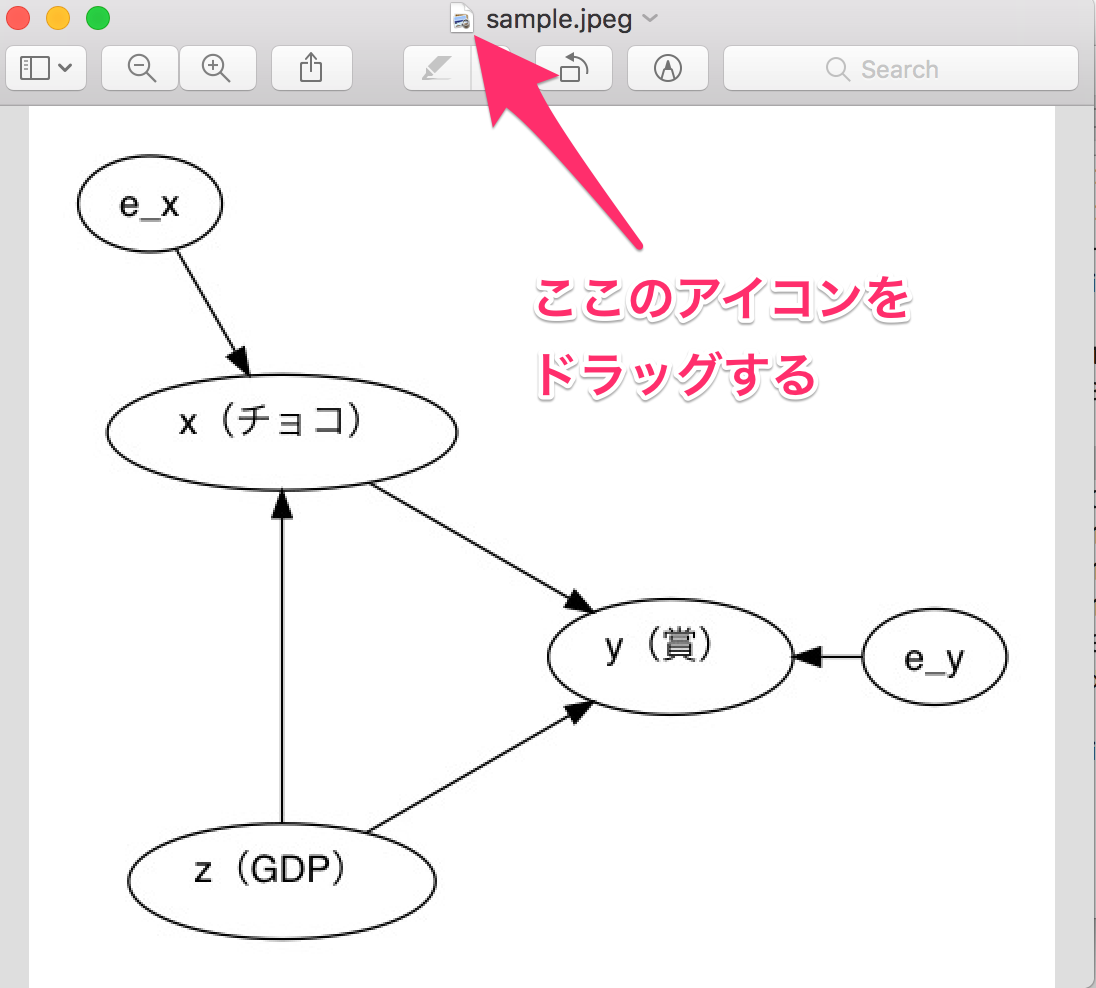 sample.jpeg
Search
e_x
ここのアイコンを
ドラッグする
x（チョコ）
y（賞）
e_y
z（GDP）